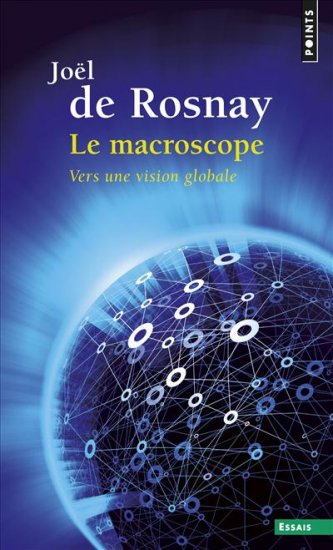 POINTS
Joël
de Rosnay
Le macroscope
Vers une vision globale
ESSAIS